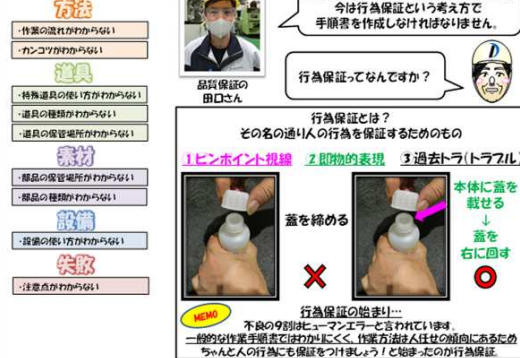 方法
・作業の流れがわからない
・カンコツがわからない
道具
・特殊道具の使い方がわからない
・道具の種類がわからない
・道具の保管場所がわからない
素材
・部品の保管場所がわからない
・部品の種類がわからない
設備
・設備の使い方がわからない
失敗
・注意点がわからない
品質保証の
田口さん
今は行為保証という考え方で
手順書を作成しなければなりません。
行為保証ってなんですか？
行為保証とは？
その名の通り人の行為を保証するためのもの
1ピンポイント視線
2即物的表現
3過去トラ(トラブル)
蓋を締める
本体に蓋を
載せる
↓
蓋を
右に回す
MEMO
行為保証の始まり…
不良の9割はヒューマンエラーと言われています。
一般的な作業手順書ではわかりにくく、作業方法は人任せの傾向にあるため
ちゃんと人の行為にも保証をつけましょう！と始まったのが行為保証